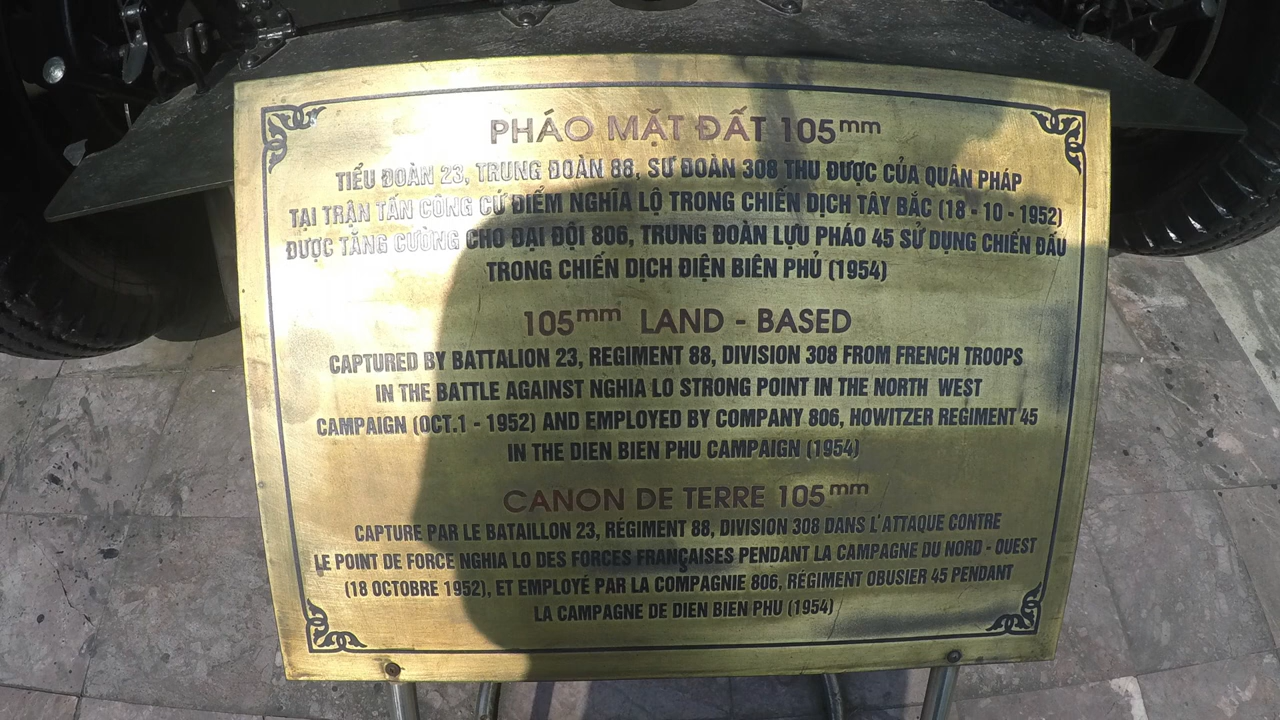 PHÁO MẶT ĐẤT 105mm
TIỂU ĐOÀN 23, TRUNG ĐOÀN 88, SƯ ĐOÀN 308 THU ĐƯỢC CỦA QUÂN PHÁP
TẠI TRẬN TẤN CÔNG CỨ ĐIỂM NGHĨA LỘ TRONG CHIẾN DỊCH TÂY BẮC (18 - 10 - 1952)
ĐƯỢC TĂNG CƯỜNG CHO ĐẠI ĐỘI 806, TRUNG ĐOÀN LỰU PHÁO 45 SỬ DỤNG CHIẾN ĐẤU
TRONG CHIẾN DỊCH ĐIỆN BIÊN PHỦ (1954)
105mm LAND - BASED
CAPTURED BY BATTALION 23, REGIMENT 88, DIVISION 308 FROM FRENCH TROOPS
IN THE BATTLE AGAINST NGHIA LO STRONG POINT IN THE NORTH WEST
CAMPAIGN (OCT.1 - 1952) AND EMPLOYED BY COMPANY 806, HOWITZER REGIMENT 45
IN THE DIEN BIEN PHU CAMPAIGN (1954)
CANON DE TERRE 105mm
CAPTURE PAR LE BATAILLON 23, RÉGIMENT 88, DIVISION 308 DANS L'ATTAQUE CONTRE
LE POINT DE FORCE NGHIA LO DES FORCES FRANÇAISES PENDANT LA CAMPAGNE DU NORD - OUEST
(18 OCTOBRE 1952), ET EMPLOYÉ PAR LA COMPAGNIE 806, RÉGIMENT OBUSIER 45 PENDANT
LA CAMPAGNE DE DIEN BIEN PHU (1954)